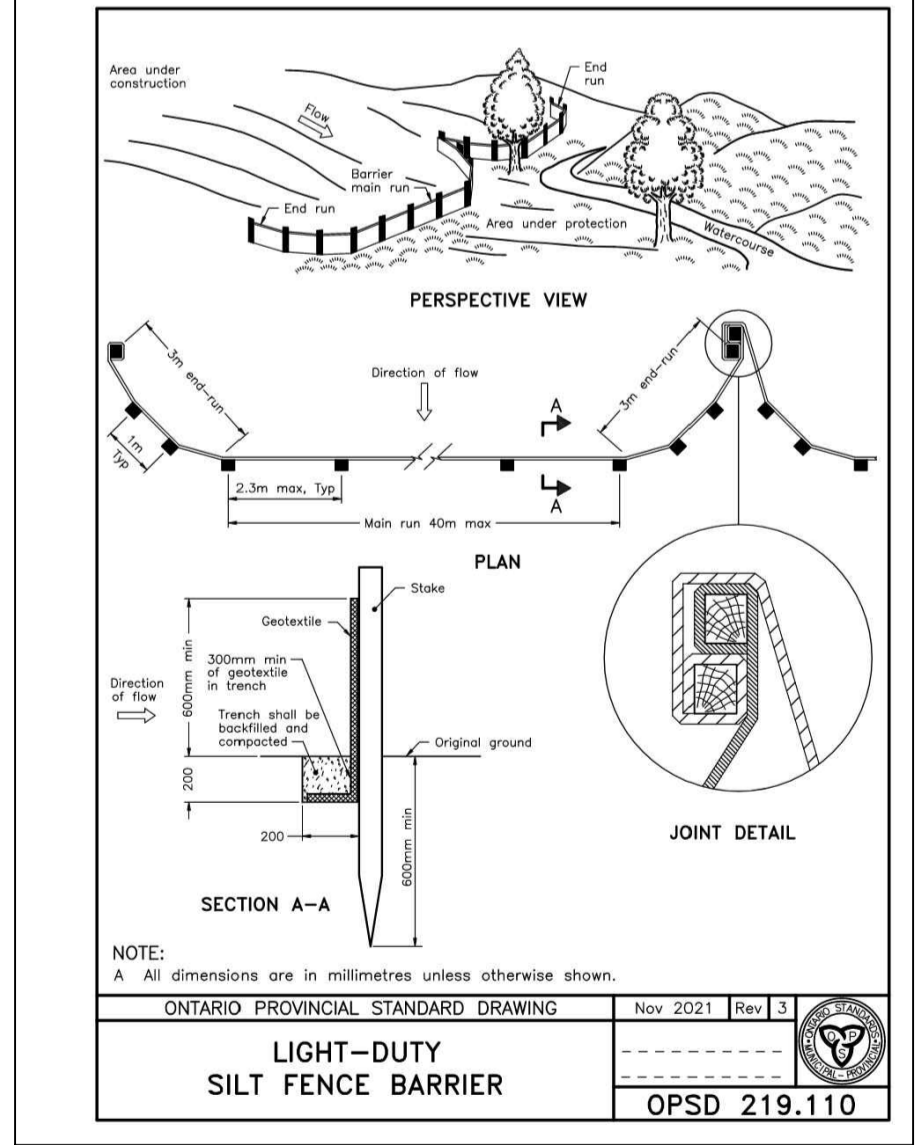 Area under
construction
Flow
End
run
Barrier
main run
End run
Area under protection
Watercourse
PERSPECTIVE VIEW
3m end-run
Direction of flow
3m end-run
A
1m
Typ
2.3m max, Typ
A
Main run 40m max
PLAN
Stake
Geotextile
600mm min
300mm min
of geotextile
in trench
Direction
of flow
Trench shall be
backfilled and
compacted
Original ground
200
200
600mm min
JOINT DETAIL
SECTION A-A
NOTE:
A All dimensions are in millimetres unless otherwise shown.
ONTARIO PROVINCIAL STANDARD DRAWING
Nov 2021 Rev 3
LIGHT-DUTY
SILT FENCE BARRIER
ONTARIO STANDARDS
MUNICIPAL - PROVINCIAL
O P S
OPSD 219.110